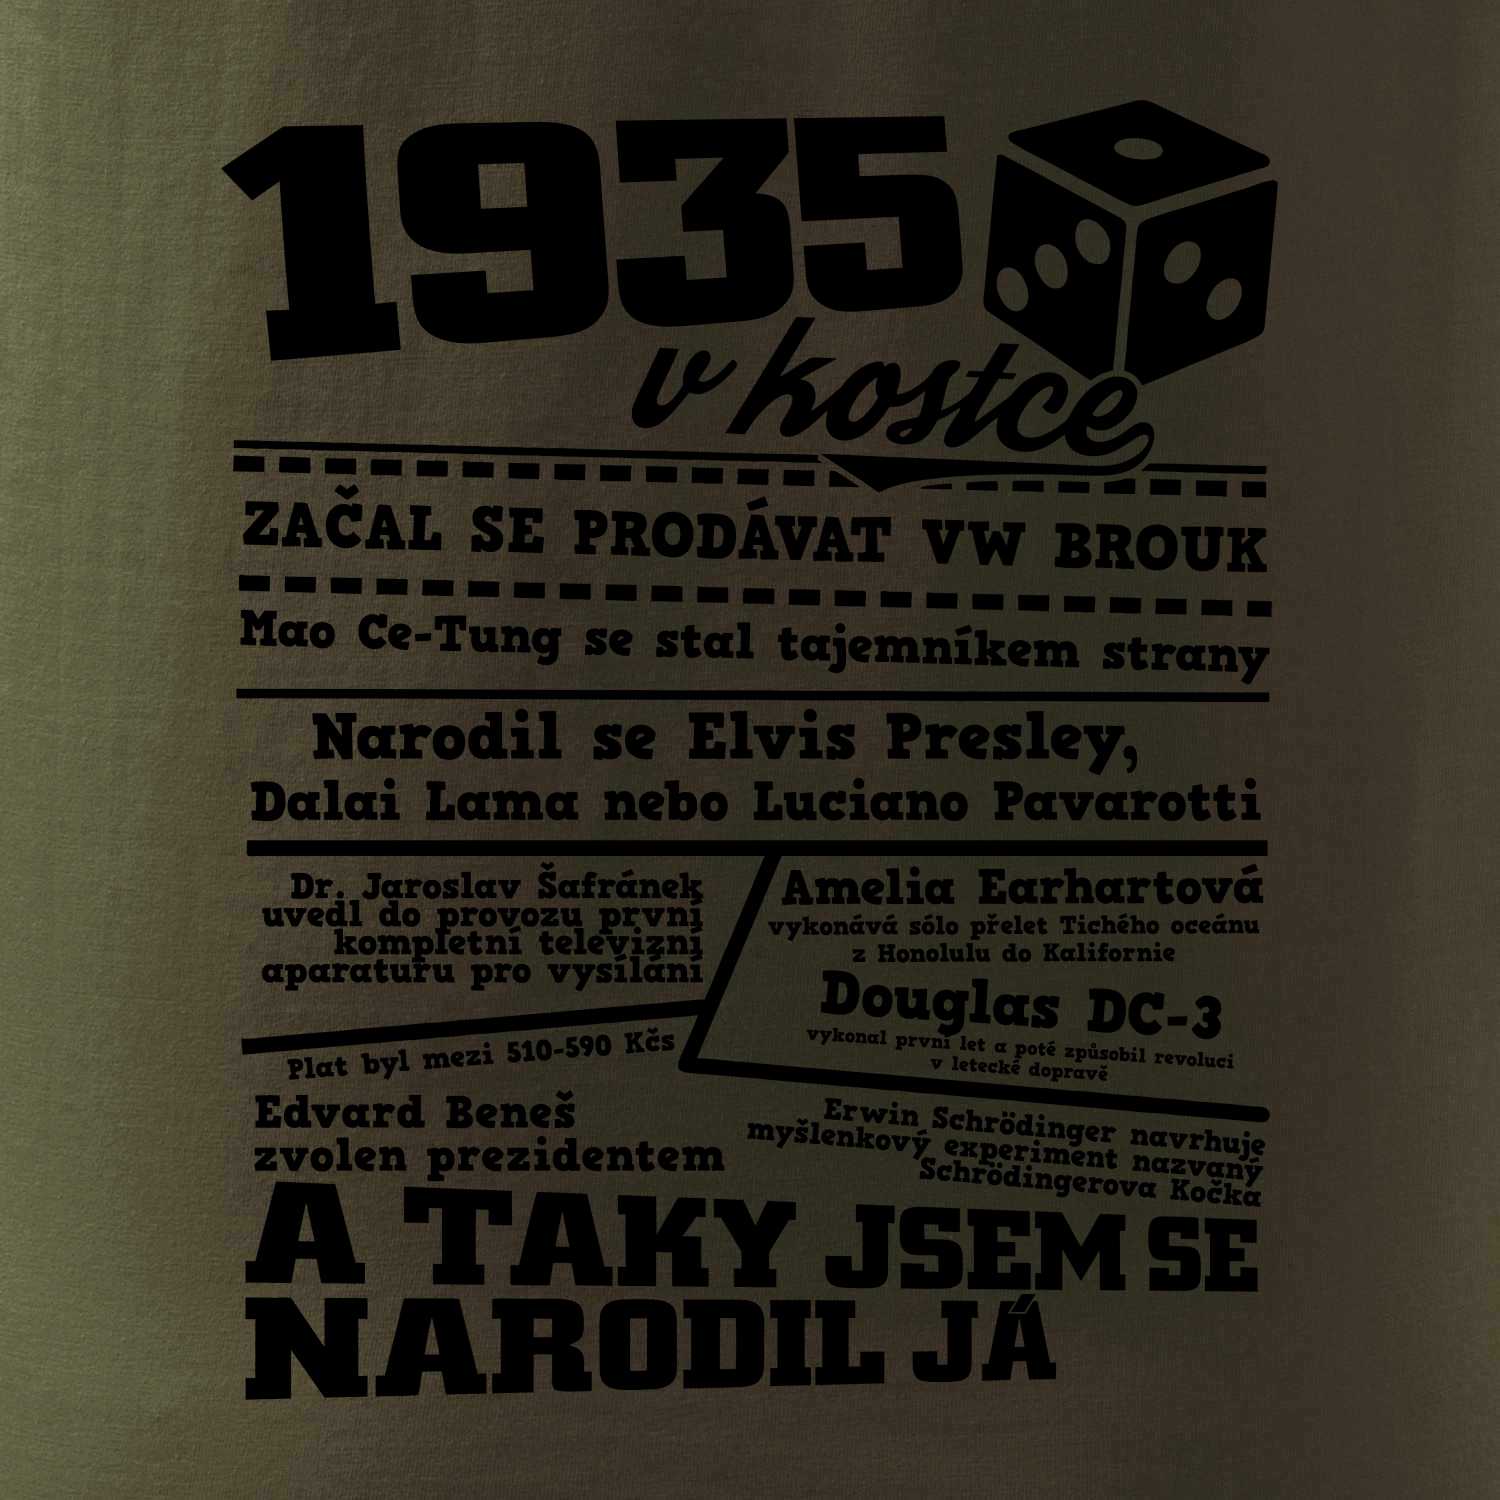 1935
v kostce
ZAČAL SE PRODÁVAT VW BROUK
Mao Ce-Tung se stal tajemníkem strany
Narodil se Elvis Presley,
Dalai Lama nebo Luciano Pavarotti
Dr. Jaroslav Šafránek
uvedl do provozu první
kompletní televizní
aparaturu pro vysílání
Amelia Earhartová
vykonává sólo přelet Tichého oceánu
z Honolulu do Kalifornie
Douglas DC-3
vykonal první let a poté způsobil revoluci
v letecké dopravě
Plat byl mezi 510-590 Kčs
Edvard Beneš
zvolen prezidentem
Erwin Schrödinger navrhuje
myšlenkový experiment nazvaný
Schrödingerova Kočka
A TAKY JSEM SE
NARODIL JÁ